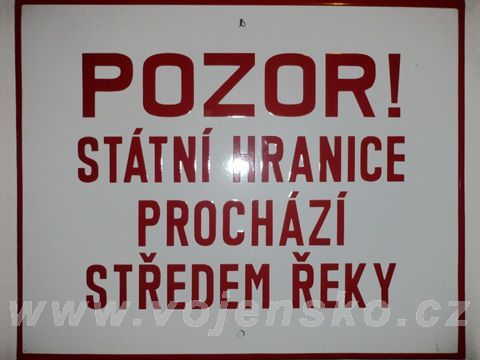 POZOR!
STÁTNÍ HRANICE
PROCHÁZÍ
STŘEDEM ŘEKY
www.vojensko.cz